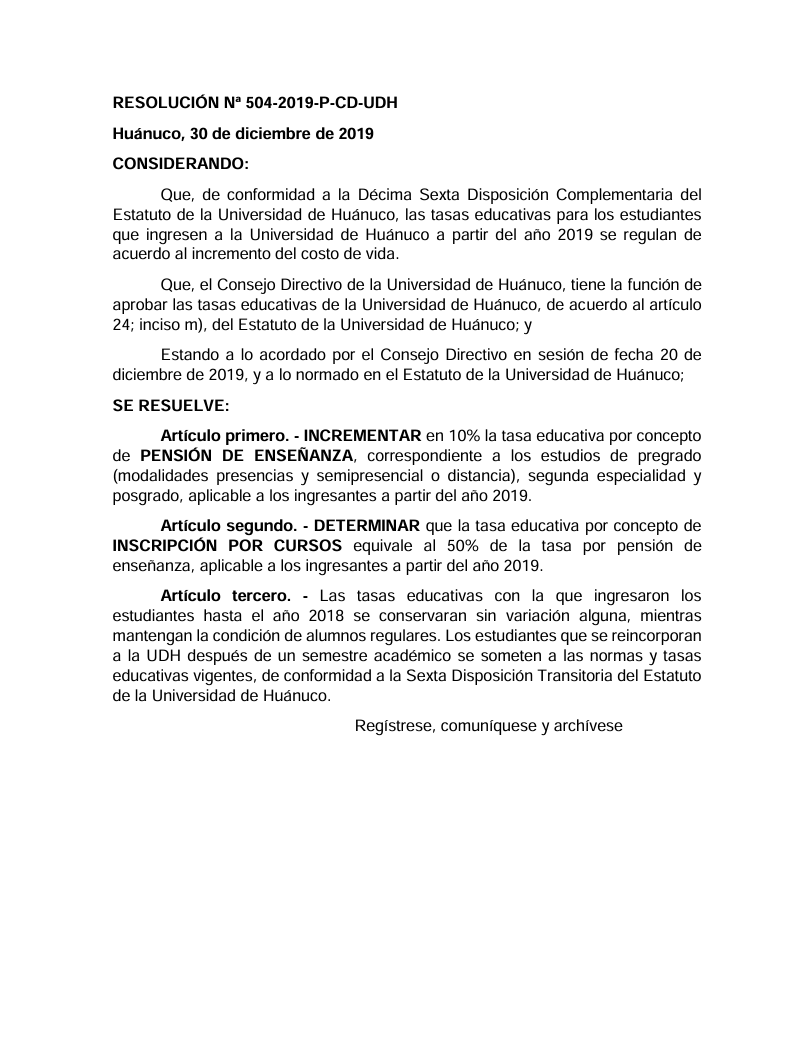 RESOLUCIÓN Nª 504-2019-P-CD-UDH
Huánuco, 30 de diciembre de 2019
CONSIDERANDO:
Que, de conformidad a la Décima Sexta Disposición Complementaria del
Estatuto de la Universidad de Huánuco, las tasas educativas para los estudiantes
que ingresen a la Universidad de Huánuco a partir del año 2019 se regulan de
acuerdo al incremento del costo de vida.
Que, el Consejo Directivo de la Universidad de Huánuco, tiene la función de
aprobar las tasas educativas de la Universidad de Huánuco, de acuerdo al artículo
24; inciso m), del Estatuto de la Universidad de Huánuco; y
Estando a lo acordado por el Consejo Directivo en sesión de fecha 20 de
diciembre de 2019, y a lo normado en el Estatuto de la Universidad de Huánuco;
SE RESUELVE:
Artículo primero. - INCREMENTAR en 10% la tasa educativa por concepto
de PENSIÓN DE ENSEÑANZA, correspondiente a los estudios de pregrado
(modalidades presencias y semipresencial o distancia), segunda especialidad y
posgrado, aplicable a los ingresantes a partir del año 2019.
Artículo segundo. - DETERMINAR que la tasa educativa por concepto de
INSCRIPCIÓN POR CURSOS equivale al 50% de la tasa por pensión de
enseñanza, aplicable a los ingresantes a partir del año 2019.
Artículo tercero. - Las tasas educativas con la que ingresaron los
estudiantes hasta el año 2018 se conservaran sin variación alguna, mientras
mantengan la condición de alumnos regulares. Los estudiantes que se reincorporan
a la UDH después de un semestre académico se someten a las normas y tasas
educativas vigentes, de conformidad a la Sexta Disposición Transitoria del Estatuto
de la Universidad de Huánuco.
Regístrese, comuníquese y archívese